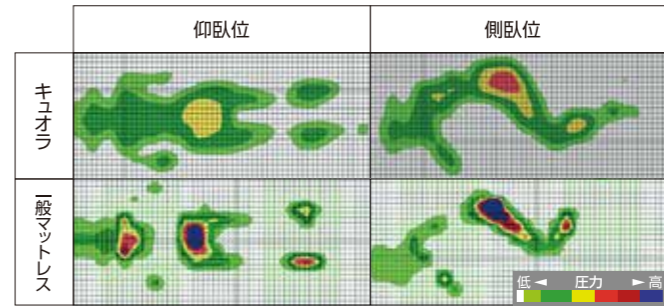 仰臥位
側臥位
キュオラ
一般マットレス
低 ◄ 圧力 ► 高